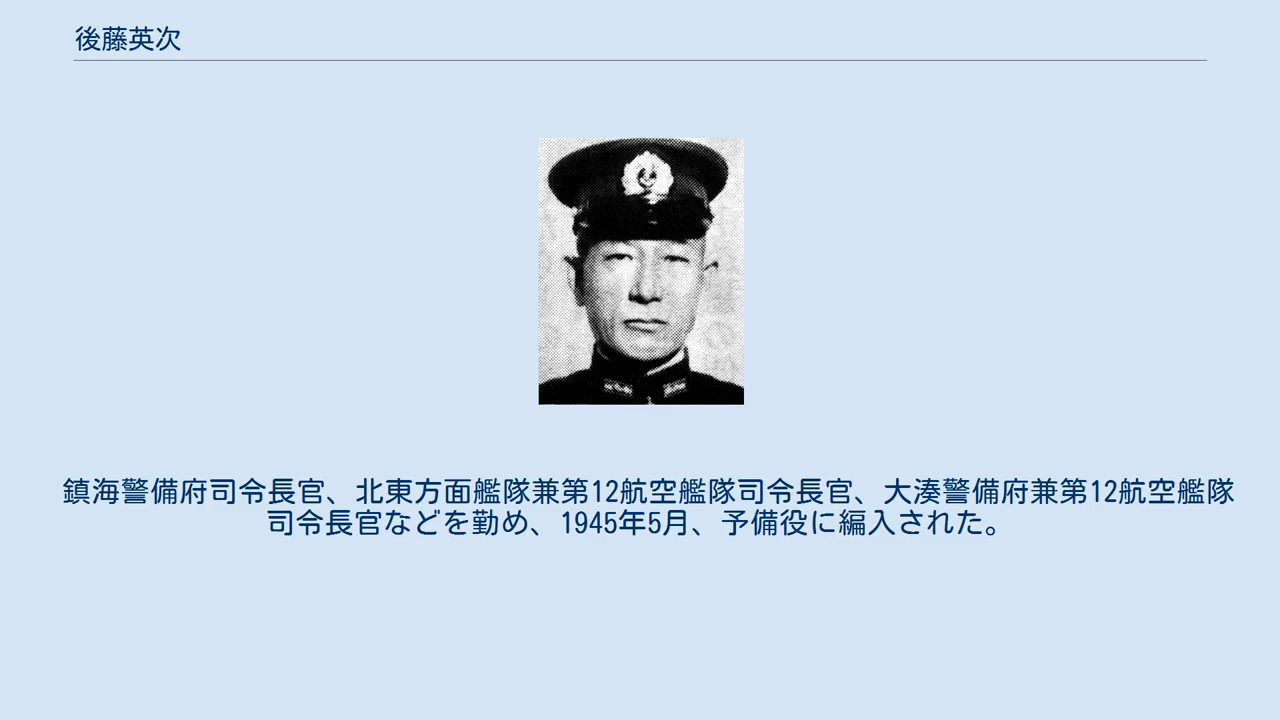 後藤英次
鎮海警備府司令長官、北東方面艦隊兼第12航空艦隊司令長官、大湊警備府兼第12航空艦隊
司令長官などを勤め、1945年5月、予備役に編入された。